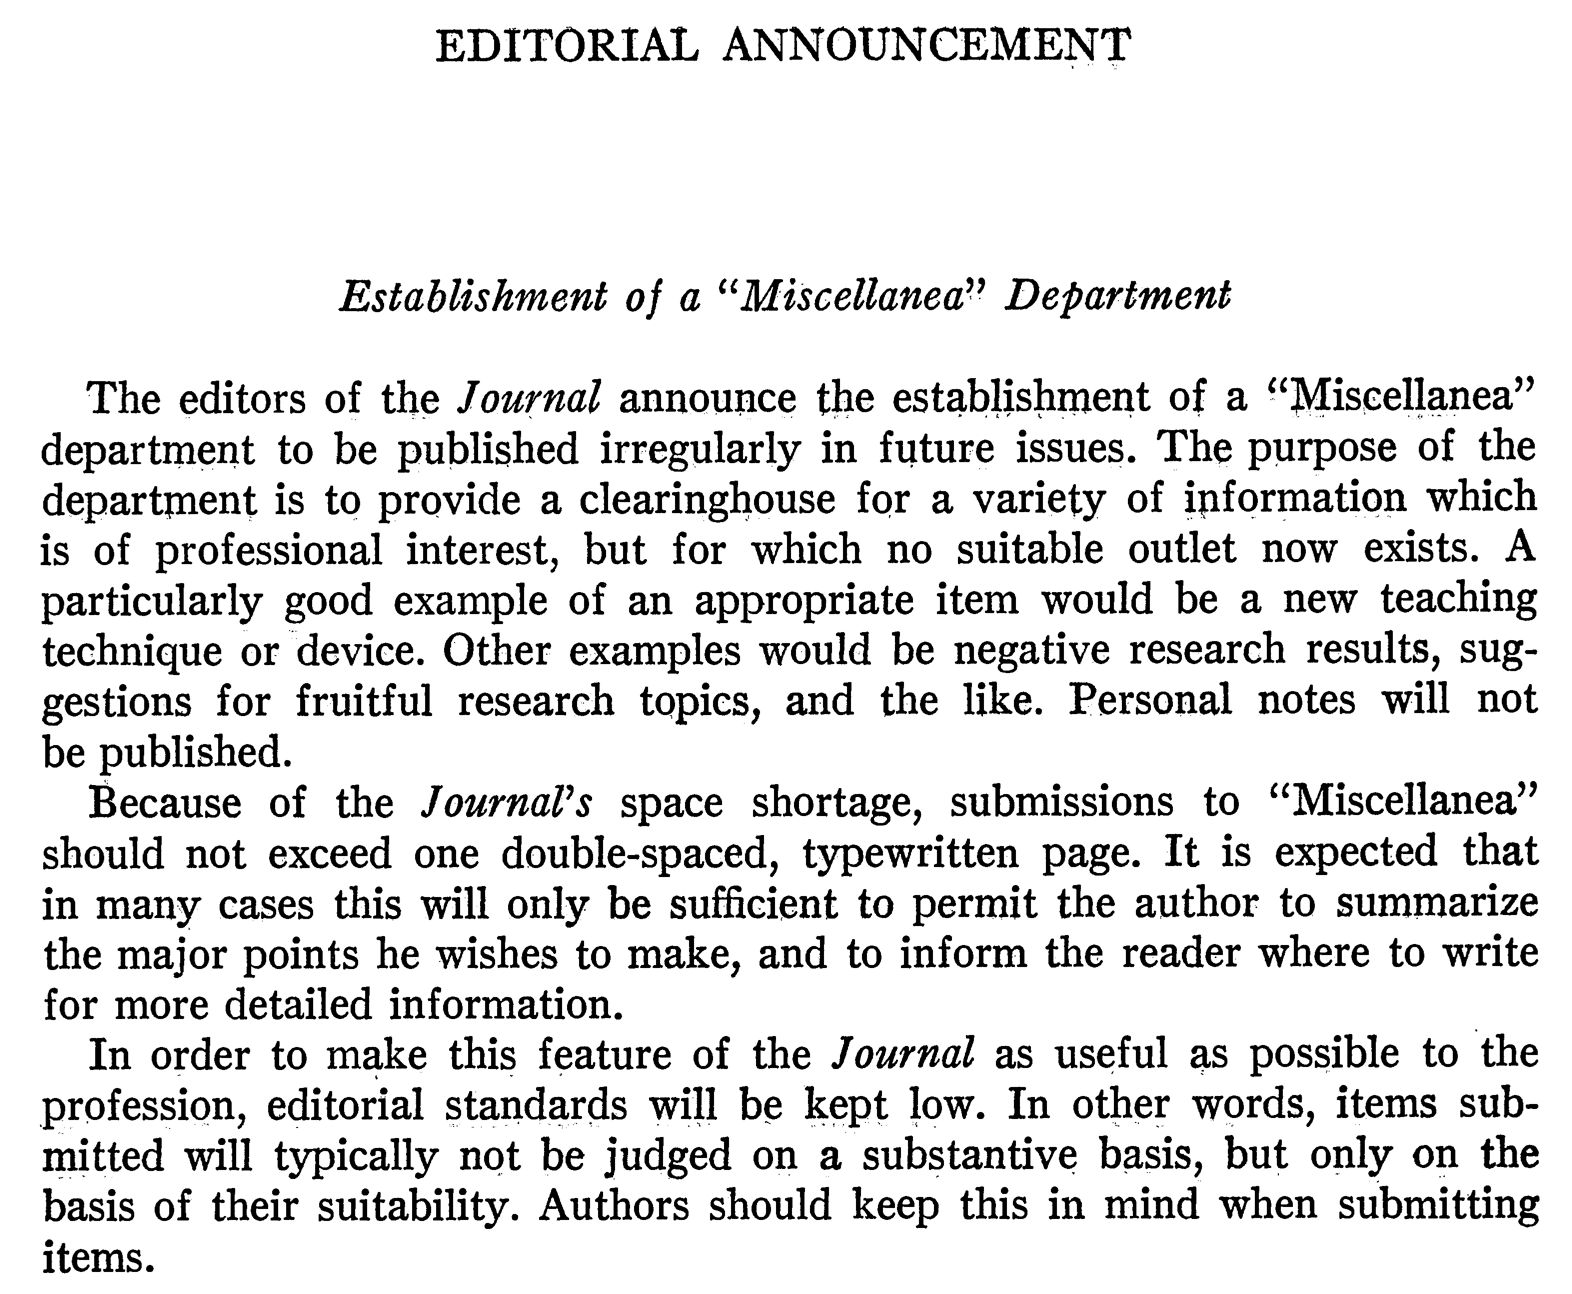 EDITORIAL ANNOUNCEMENT
Establishment of a “Miscellanea” Department
The editors of the Journal announce the establishment of a “Miscellanea”
department to be published irregularly in future issues. The purpose of the
department is to provide a clearinghouse for a variety of information which
is of professional interest, but for which no suitable outlet now exists. A
particularly good example of an appropriate item would be a new teaching
technique or device. Other examples would be negative research results, sug-
gestions for fruitful research topics, and the like. Personal notes will not
be published.
Because of the Journal’s space shortage, submissions to “Miscellanea”
should not exceed one double-spaced, typewritten page. It is expected that
in many cases this will only be sufficient to permit the author to summarize
the major points he wishes to make, and to inform the reader where to write
for more detailed information.
In order to make this feature of the Journal as useful as possible to the
profession, editorial standards will be kept low. In other words, items sub-
mitted will typically not be judged on a substantive basis, but only on the
basis of their suitability. Authors should keep this in mind when submitting
items.